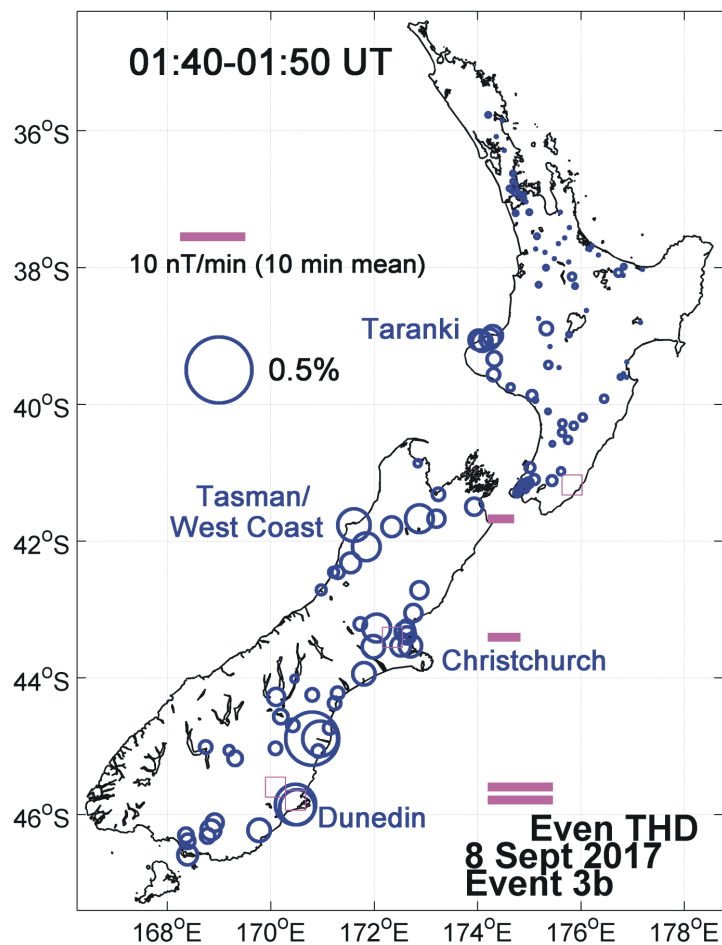 01:40-01:50 UT
36°S
10 nT/min (10 min mean)
38°S
Taranki
0.5%
40°S
Tasman/
West Coast
42°S
Christchurch
44°S
Dunedin
46°S
Even THD
8 Sept 2017
Event 3b
168°E 170°E 172°E 174°E 176°E 178°E